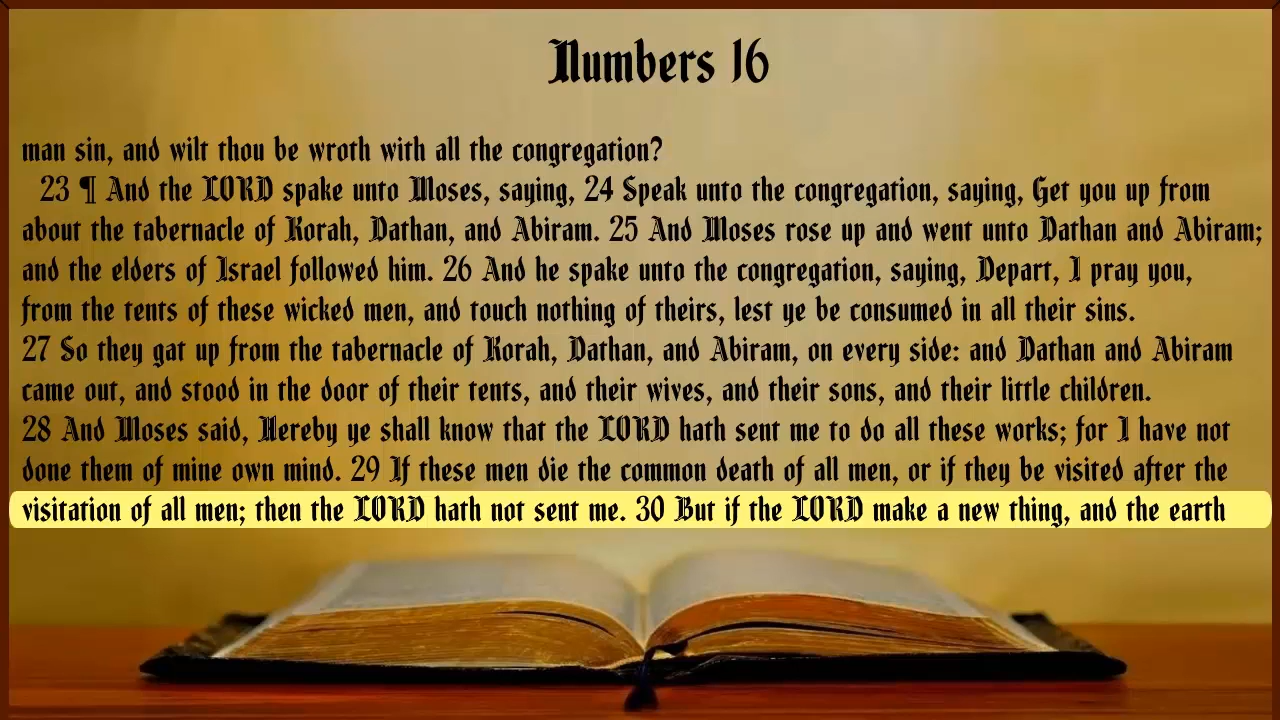 Numbers 16
man sin, and wilt thou be wroth with all the congregation?
23 ¶ And the LORD spake unto Moses, saying, 24 Speak unto the congregation, saying, Get you up from
about the tabernacle of Korah, Dathan, and Abiram. 25 And Moses rose up and went unto Dathan and Abiram;
and the elders of Israel followed him. 26 And he spake unto the congregation, saying, Depart, I pray you,
from the tents of these wicked men, and touch nothing of theirs, lest ye be consumed in all their sins.
27 So they gat up from the tabernacle of Korah, Dathan, and Abiram, on every side: and Dathan and Abiram
came out, and stood in the door of their tents, and their wives, and their sons, and their little children.
28 And Moses said, Hereby ye shall know that the LORD hath sent me to do all these works; for I have not
done them of mine own mind. 29 If these men die the common death of all men, or if they be visited after the
visitation of all men; then the LORD hath not sent me. 30 But if the LORD make a new thing, and the earth